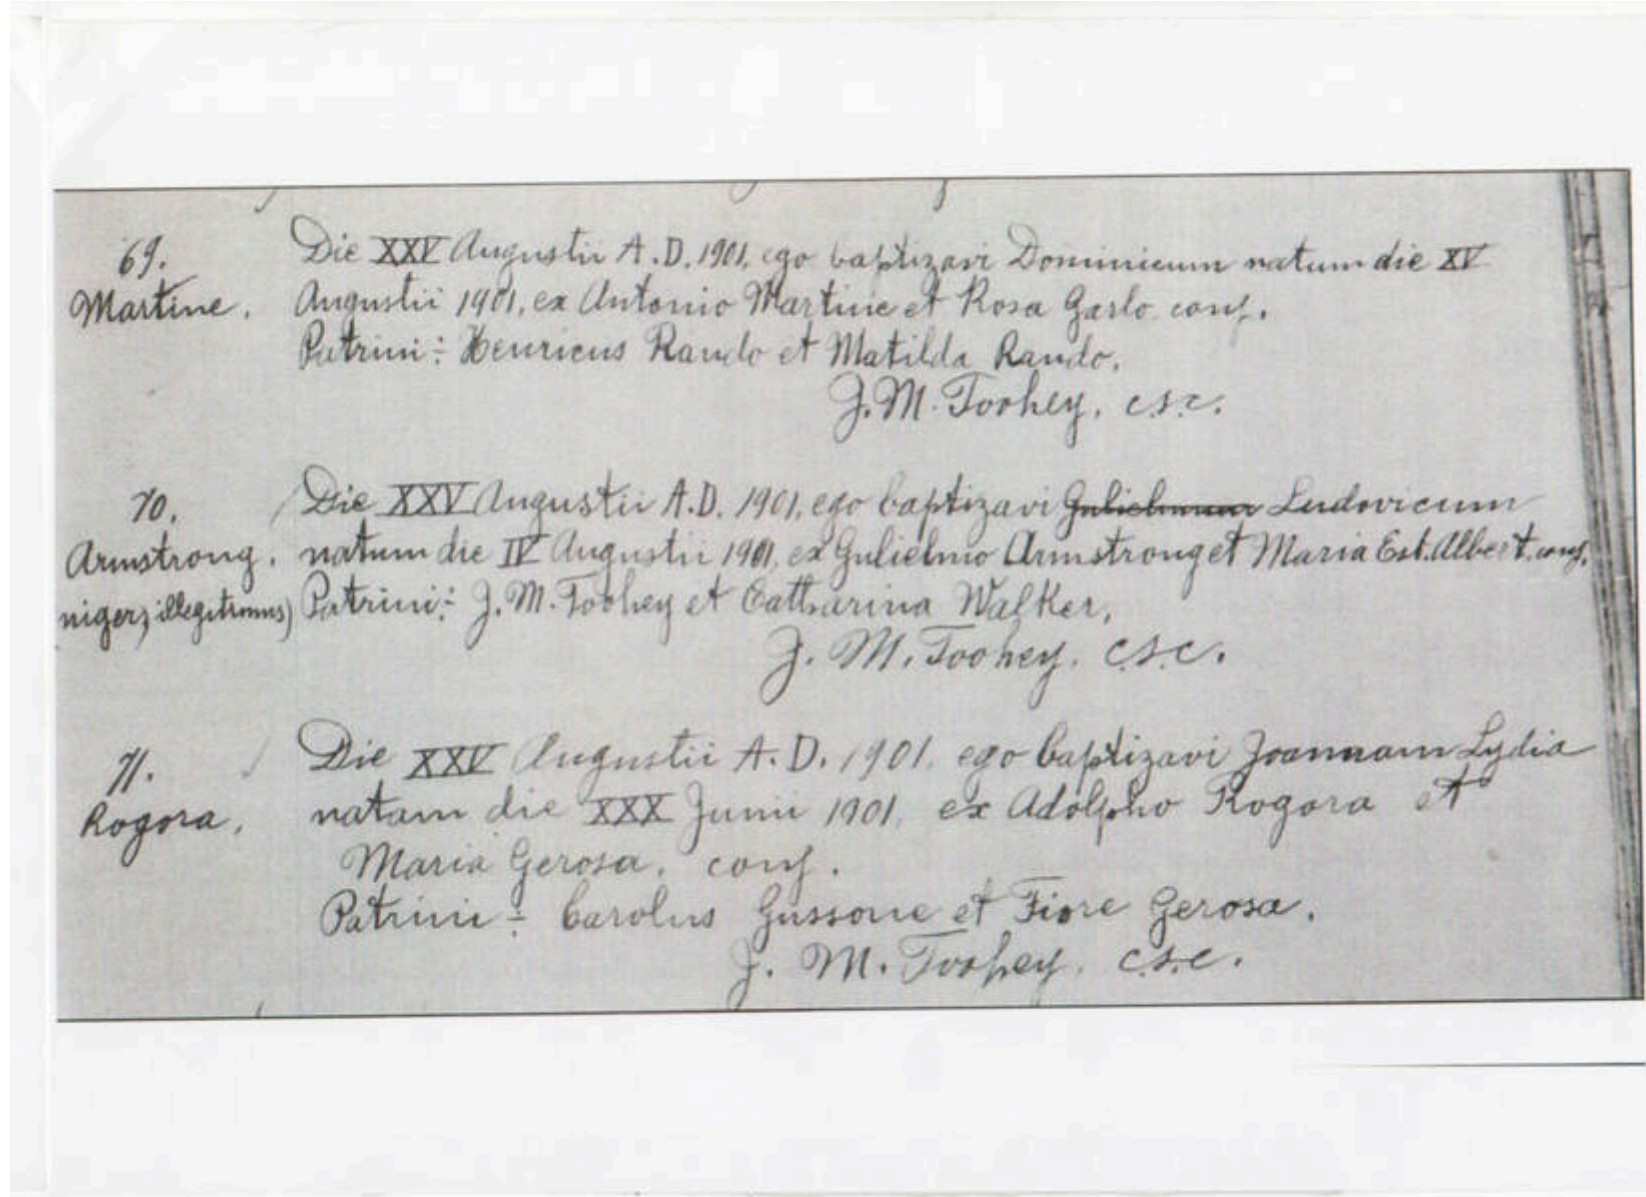 69.
Martine.
Die XXV Augustii A.D. 1901, ego baptizavi Dominicum natum die XV
Augustii 1901, ex Antonio Martine et Rosa Garlo conj.
Patrini:- Henricus Rando et Matilda Rando.
J. M. Toohey, c.s.c.
70.
Armstrong.
(niger, illegitimus)
Die XXV Augustii A.D. 1901, ego baptizavi Gulielmum Ludovicum
natum die IV Augustii 1901, ex Gulielmo Armstrong et Maria Est. Albert. conj.
Patrini:- J. M. Toohey et Catharina Walker,
J. M. Toohey. c.s.c.
71.
Rogora.
Die XXV Augustii A.D. 1901, ego baptizavi Joannam Lydia
natam die XXX Junii 1901, ex Adolpho Rogora et
Maria Gerosa. conj.
Patrini:- Carolus Gussone et Fiore Gerosa.
J. M. Toohey. c.s.c.